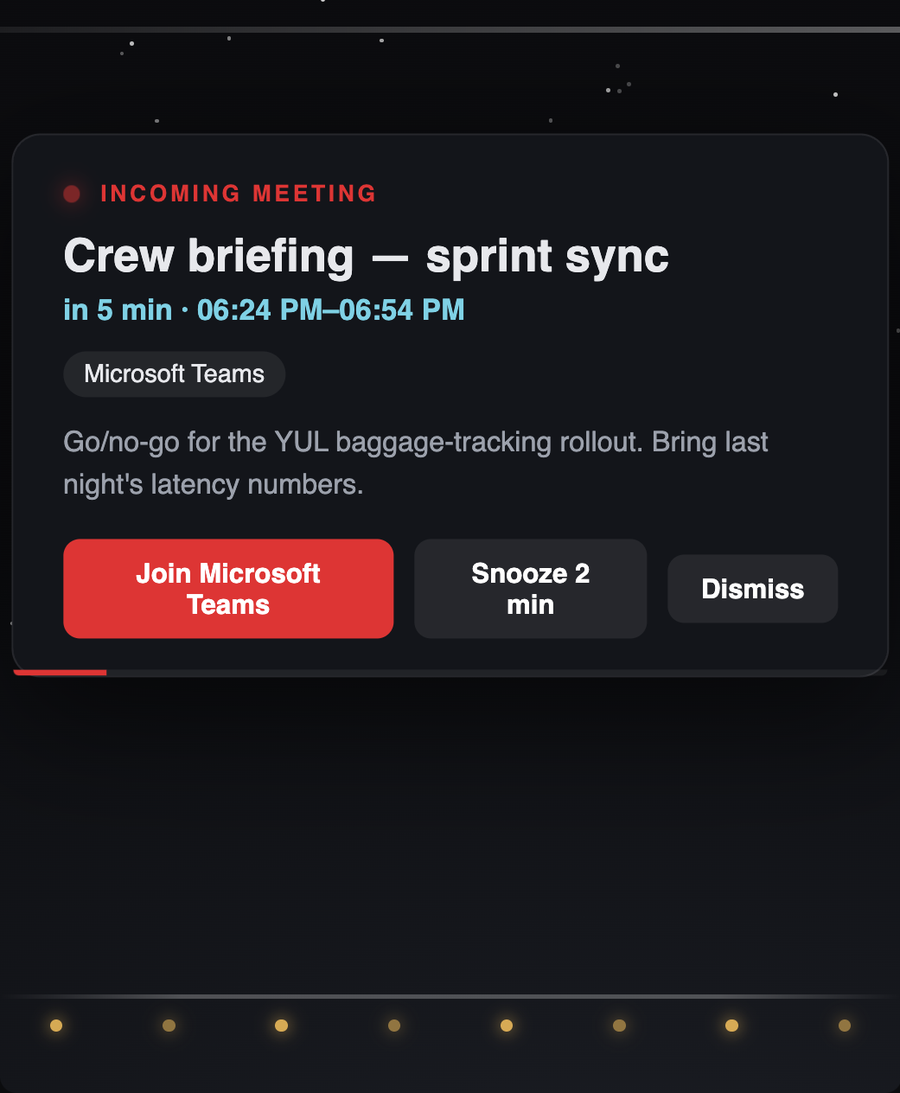 INCOMING MEETING
Crew briefing — sprint sync
in 5 min · 06:24 PM–06:54 PM
Microsoft Teams
Go/no-go for the YUL baggage-tracking rollout. Bring last
night's latency numbers.
Join Microsoft
Teams
Snooze 2
min
Dismiss